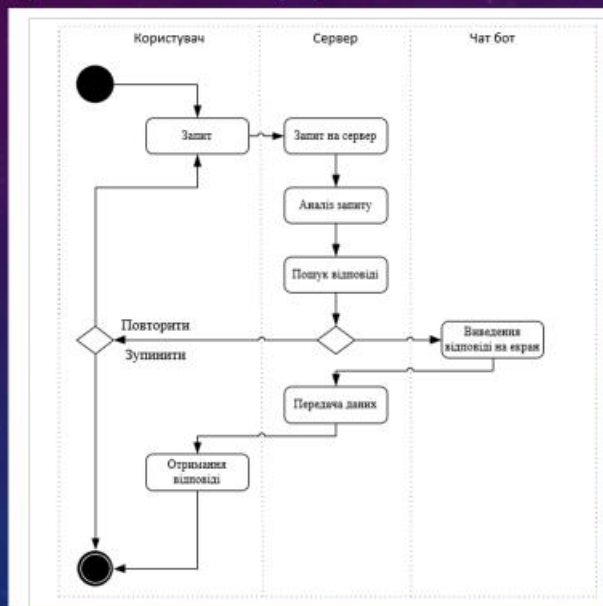 Користувач
Сервер
Чат бот
Запит
Запит на сервер
Аналіз запиту
Пошук відповіді
Повторити
Зупинити
Виведення
відповіді на екран
Передача даних
Отримання
відповіді